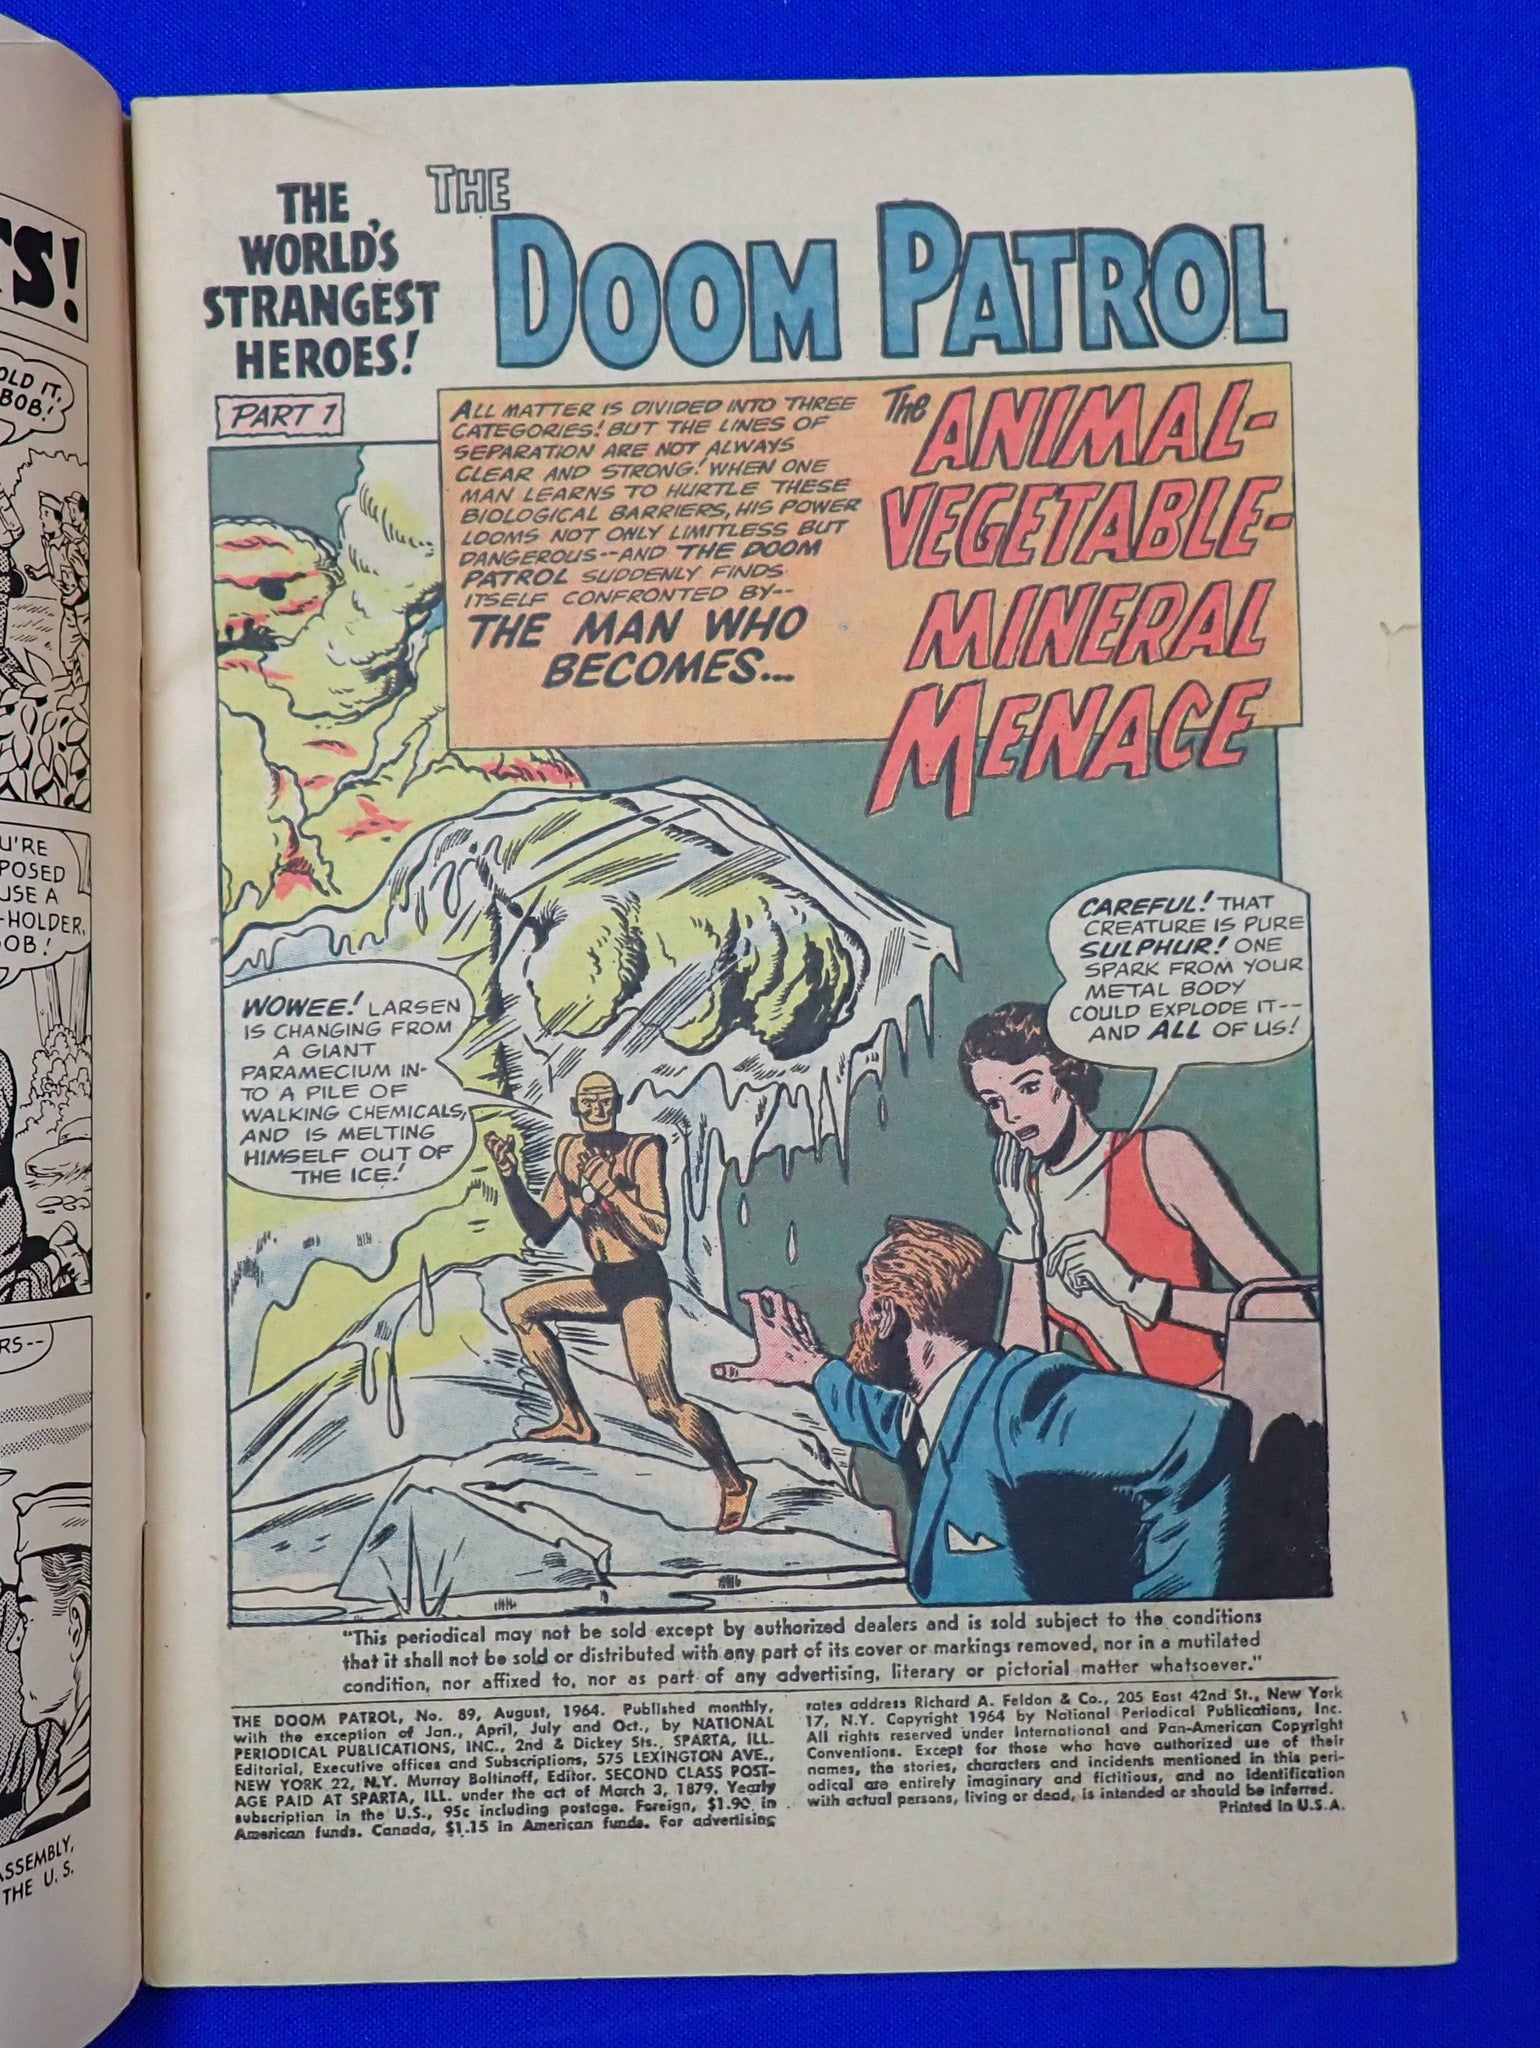 TS!
OLD IT,
BOB!
U'RE
POSED
USE A
-HOLDER,
OB!
RS--
ASSEMBLY,
THE U.S.
THE
WORLD'S
STRANGEST
HEROES!
THE
DOOM PATROL
PART 1
ALL MATTER IS DIVIDED INTO THREE
CATEGORIES! BUT THE LINES OF
SEPARATION ARE NOT ALWAYS
CLEAR AND STRONG! WHEN ONE
MAN LEARNS TO HURTLE THESE
BIOLOGICAL BARRIERS, HIS POWER
LOOMS NOT ONLY LIMITLESS BUT
DANGEROUS--AND THE DOOM
PATROL SUDDENLY FINDS
ITSELF CONFRONTED BY--
THE MAN WHO
BECOMES...
The ANIMAL-
VEGETABLE-
MINERAL
MENACE
CAREFUL! THAT
CREATURE IS PURE
SULPHUR! ONE
SPARK FROM YOUR
METAL BODY
COULD EXPLODE IT--
AND ALL OF US!
WOWEE! LARSEN
IS CHANGING FROM
A GIANT
PARAMECIUM IN-
TO A PILE OF
WALKING CHEMICALS,
AND IS MELTING
HIMSELF OUT OF
THE ICE!
"This periodical may not be sold except by authorized dealers and is sold subject to the conditions
that it shall not be sold or distributed with any part of its cover or markings removed, nor in a mutilated
condition, nor affixed to, nor as part of any advertising, literary or pictorial matter whatsoever."
THE DOOM PATROL, No. 89, August, 1964. Published monthly,
with the exception of Jan., April, July and Oct., by NATIONAL
PERIODICAL PUBLICATIONS, INC., 2nd & Dickey Sts., SPARTA, ILL.
Editorial, Executive offices and Subscriptions, 575 LEXINGTON AVE.,
NEW YORK 22, N.Y. Murray Boltinoff, Editor. SECOND CLASS POST-
AGE PAID AT SPARTA, ILL. under the act of March 3, 1879. Yearly
subscription in the U.S., 95c including postage. Foreign, $1.90 in
American funds. Canada, $1.15 in American funds. For advertising
rates address Richard A. Feldon & Co., 205 East 42nd St., New York
17, N.Y. Copyright 1964 by National Periodical Publications, Inc.
All rights reserved under International and Pan-American Copyright
Conventions. Except for those who have authorized use of their
names, the stories, characters and incidents mentioned in this peri-
odical are entirely imaginary and fictitious, and no identification
with actual persons, living or dead, is intended or should be inferred.
Printed in U.S.A.